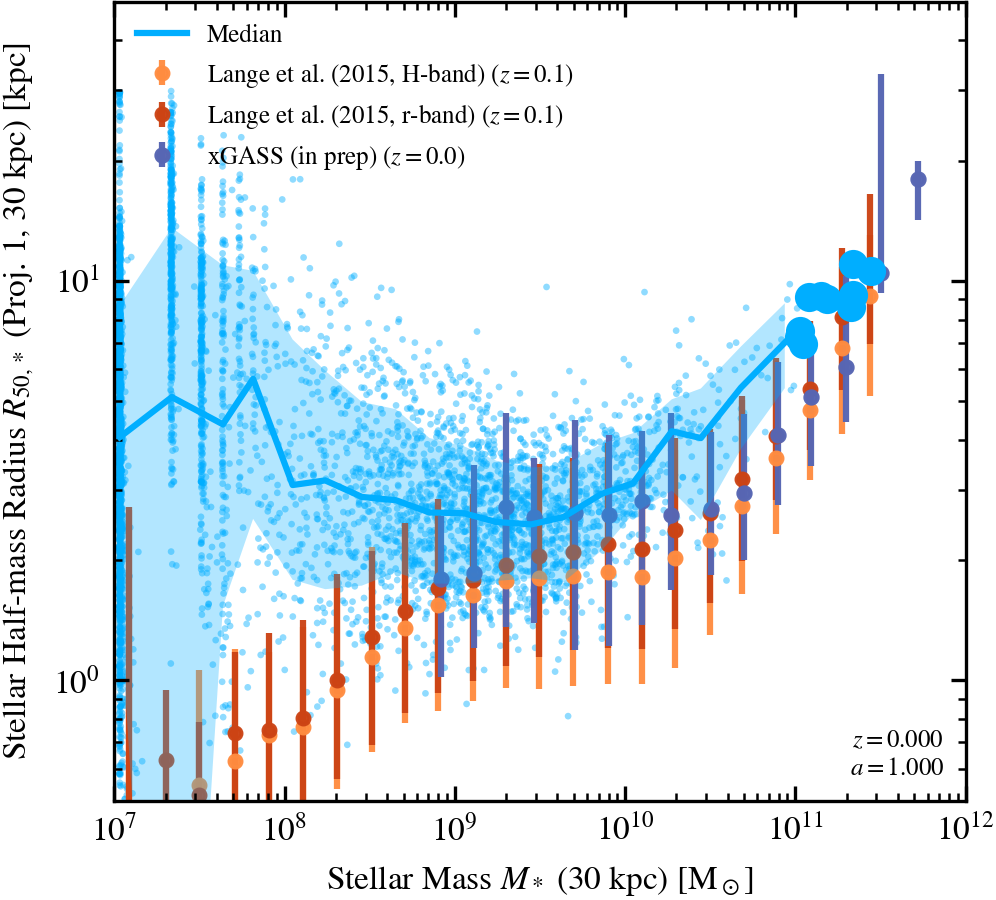 Median
Lange et al. (2015, H-band) (z = 0.1)
Lange et al. (2015, r-band) (z = 0.1)
xGASS (in prep) (z = 0.0)
Stellar Half-mass Radius R₅₀,* (Proj. 1, 30 kpc) [kpc]
10¹
10⁰
z = 0.000
a = 1.000
10⁷ 10⁸ 10⁹ 10¹⁰ 10¹¹ 10¹²
Stellar Mass M* (30 kpc) [M⊙]